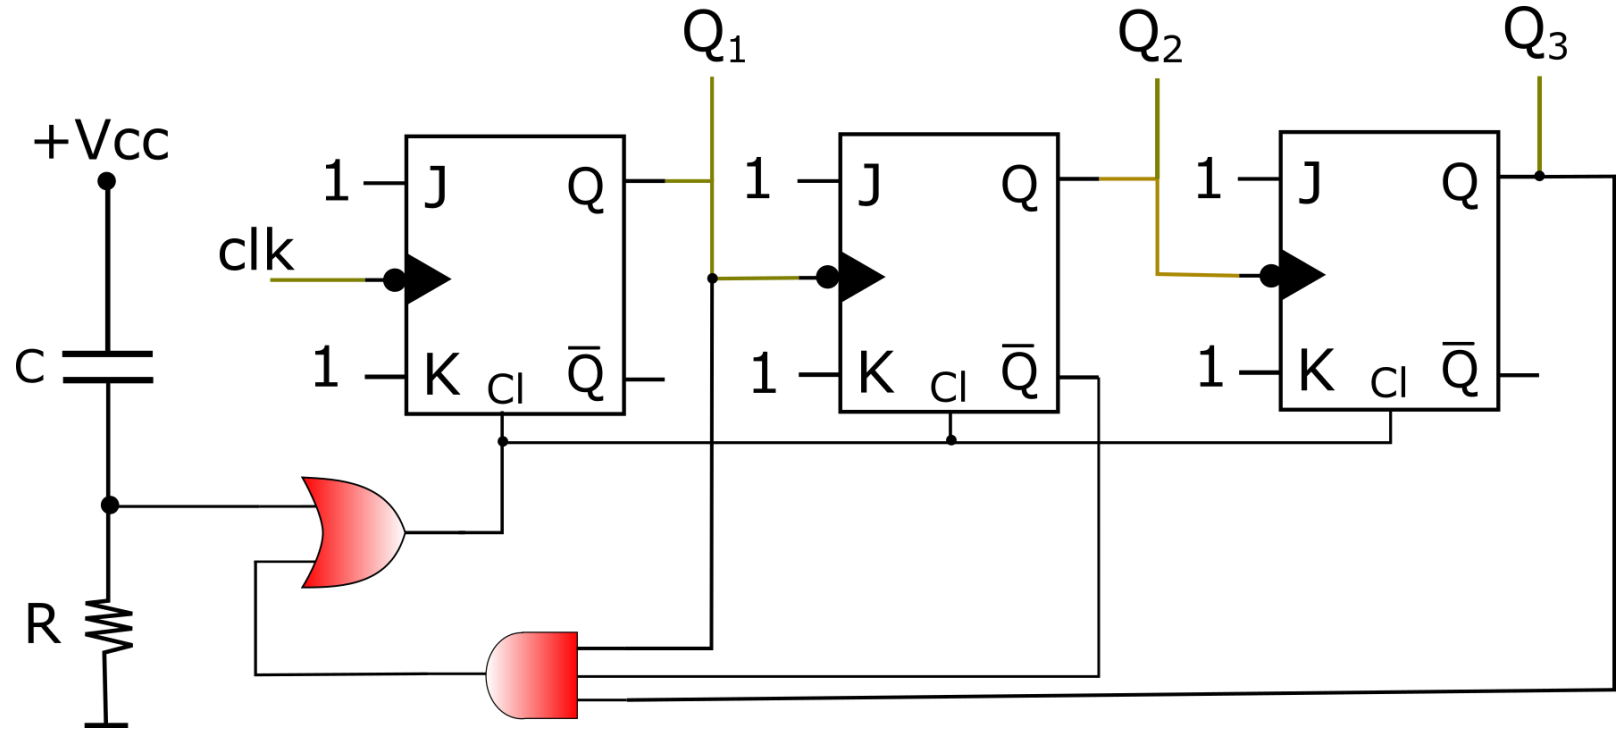 Q1 Q2 Q3
+Vcc
1 J Q 1 J Q 1 J Q
clk
C
1 K Cl Q̅ 1 K Cl Q̅ 1 K Cl Q̅
R